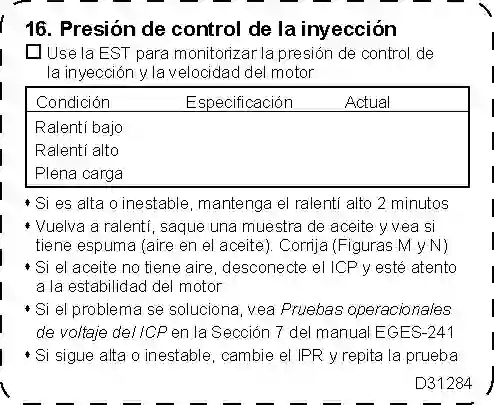 16. Presión de control de la inyección
Use la EST para monitorizar la presión de control de
la inyección y la velocidad del motor
Condición Especificación Actual
Ralentí bajo
Ralentí alto
Plena carga
♦ Si es alta o inestable, mantenga el ralentí alto 2 minutos
♦ Vuelva a ralentí, saque una muestra de aceite y vea si
tiene espuma (aire en el aceite). Corrija (Figuras M y N)
♦ Si el aceite no tiene aire, desconecte el ICP y esté atento
a la estabilidad del motor
♦ Si el problema se soluciona, vea Pruebas operacionales
de voltaje del ICP en la Sección 7 del manual EGES-241
♦ Si sigue alta o inestable, cambie el IPR y repita la prueba
D31284